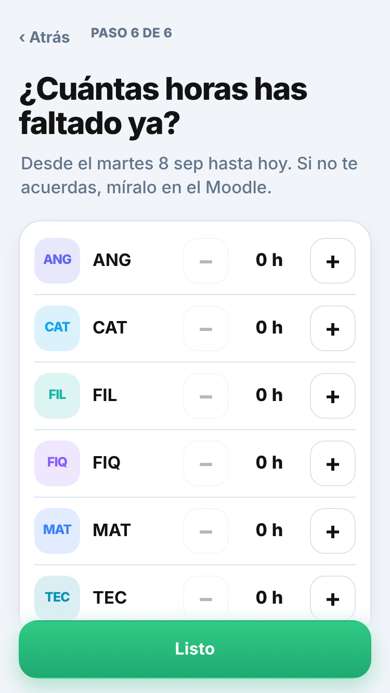 ‹ Atrás PASO 6 DE 6
¿Cuántas horas has
faltado ya?
Desde el martes 8 sep hasta hoy. Si no te
acuerdas, míralo en el Moodle.
ANG ANG − 0 h +
CAT CAT − 0 h +
FIL FIL − 0 h +
FIQ FIQ − 0 h +
MAT MAT − 0 h +
TEC TEC − 0 h +
Listo